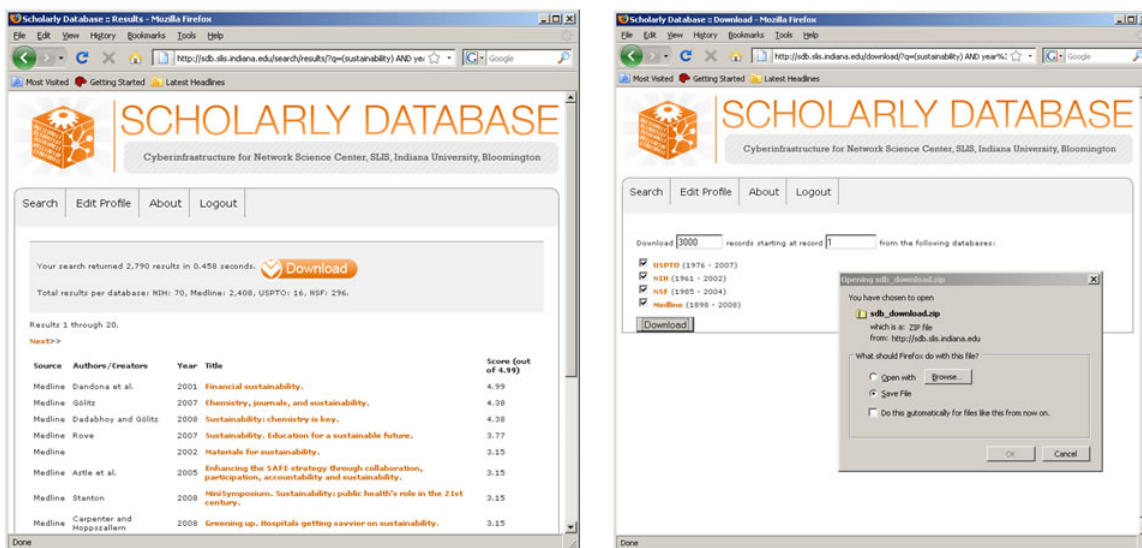 Scholarly Database :: Results - Mozilla Firefox
File Edit View History Bookmarks Tools Help
http://sdb.slis.indiana.edu/search/results/?q=(sustainability) AND yea
Google
Most Visited Getting Started Latest Headlines
SCHOLARLY DATABASE
Cyberinfrastructure for Network Science Center, SLIS, Indiana University, Bloomington
Search Edit Profile About Logout
Your search returned 2,790 results in 0.458 seconds. Download
Total results per database: NIH: 70, Medline: 2,408, USPTO: 16, NSF: 296.
Results 1 through 20.
Next>>
Source Authors/Creators Year Title Score (out of 4.99)
Medline Dandona et al. 2001 Financial sustainability. 4.99
Medline Gölitz 2007 Chemistry, journals, and sustainability. 4.38
Medline Dadabhoy and Gölitz 2008 Sustainability: chemistry is key. 4.38
Medline Rove 2007 Sustainability. Education for a sustainable future. 3.77
Medline 2002 Materials for sustainability. 3.15
Medline Astle et al. 2005 Enhancing the SAFE strategy through collaboration, participation, accountability and sustainability. 3.15
Medline Stanton 2008 MiniSymposium. Sustainability: public health's role in the 21st century. 3.15
Medline Carpenter and Hoppszallern 2008 Greening up. Hospitals getting savvier on sustainability. 3.15
Done
Scholarly Database :: Download - Mozilla Firefox
File Edit View History Bookmarks Tools Help
http://sdb.slis.indiana.edu/download/?q=(sustainability) AND year%3
Google
Most Visited Getting Started Latest Headlines
SCHOLARLY DATABASE
Cyberinfrastructure for Network Science Center, SLIS, Indiana University, Bloomington
Search Edit Profile About Logout
Download 3000 records starting at record 1 from the following databases:
USPTO (1976 - 2007)
NIH (1961 - 2002)
NSF (1985 - 2004)
Medline (1898 - 2008)
Download
Opening sdb_download.zip
You have chosen to open
sdb_download.zip
which is a: ZIP file
from: http://sdb.slis.indiana.edu
What should Firefox do with this file?
Open with Browse...
Save File
Do this automatically for files like this from now on.
OK Cancel
Done